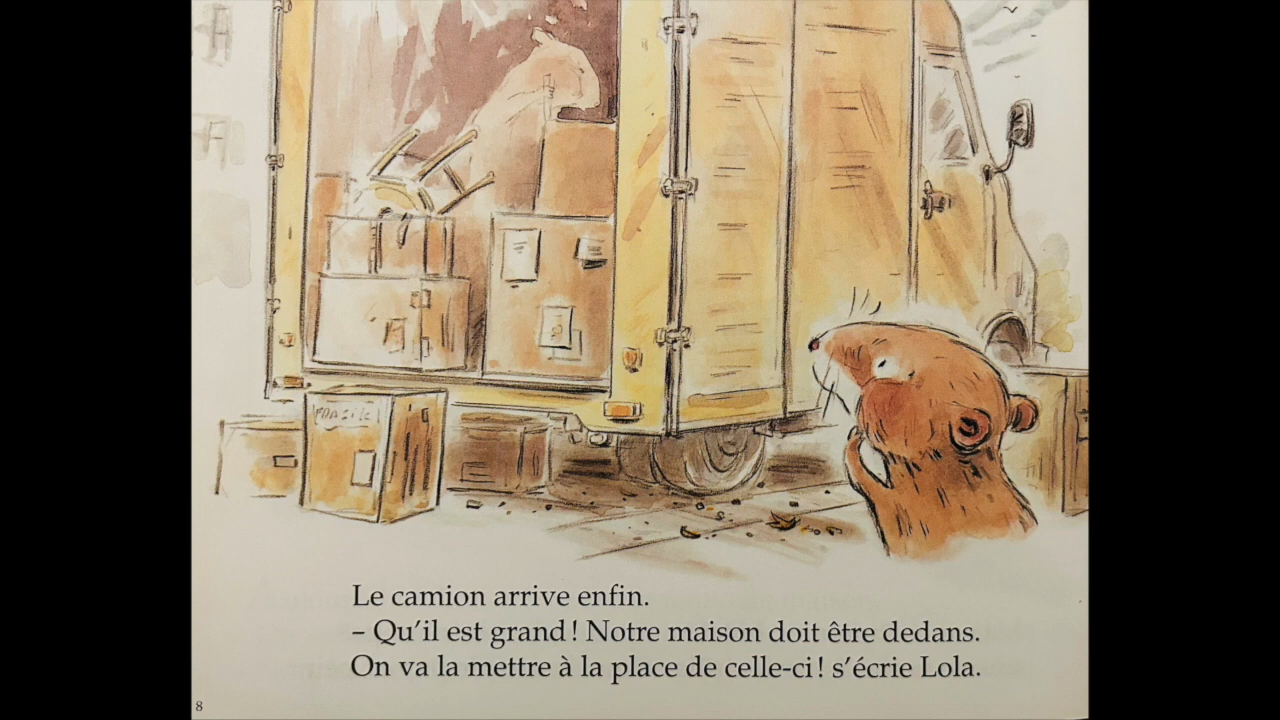 FRAGILE
Le camion arrive enfin.
– Qu’il est grand ! Notre maison doit être dedans.
On va la mettre à la place de celle-ci ! s’écrie Lola.
8